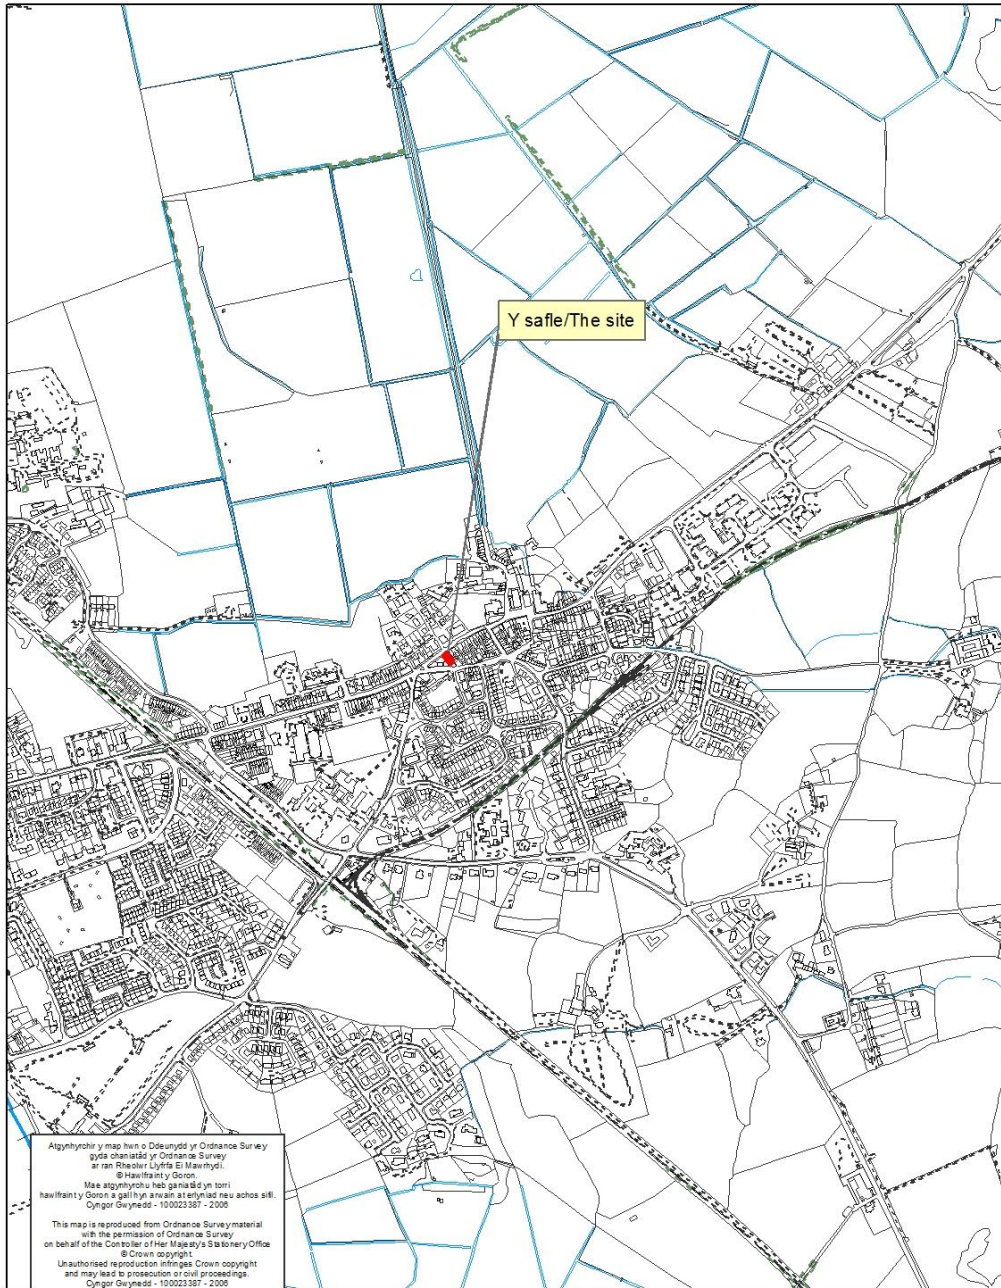 Y safle/The site
Atgynhyrchir y map hwn o Ddeunydd yr Ordnance Survey
gyda chaniatâd yr Ordnance Survey
ar ran Rheolwr Llyfrfa Ei Mawrhydi.
© Hawlfraint y Goron.
Mae atgynhyrchu heb ganiatâd yn torri
hawlfraint y Goron a gall hyn arwain at erlyniad neu achos sifil.
Cyngor Gwynedd - 100023387 - 2006
This map is reproduced from Ordnance Survey material
with the permission of Ordnance Survey
on behalf of the Controller of Her Majesty's Stationery Office
© Crown copyright.
Unauthorised reproduction infringes Crown copyright
and may lead to prosecution or civil proceedings.
Cyngor Gwynedd - 100023387 - 2006